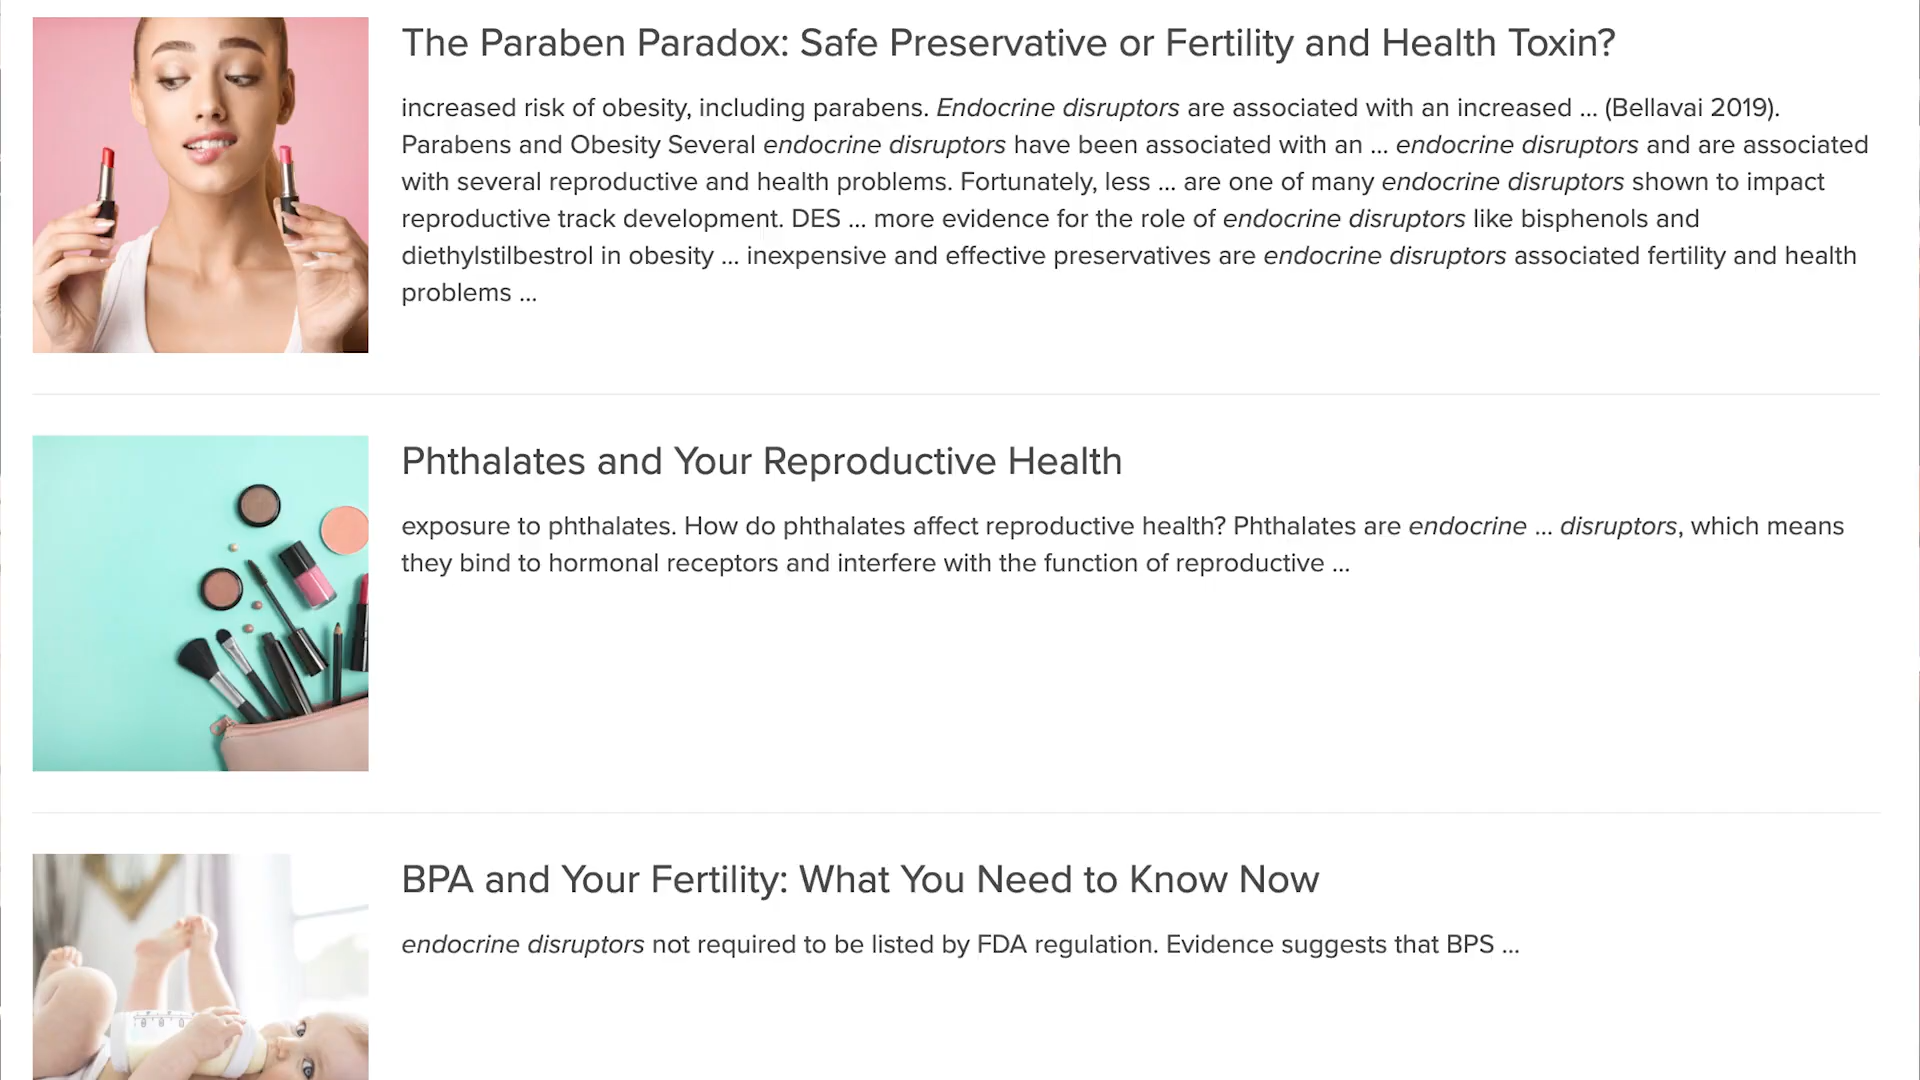 The Paraben Paradox: Safe Preservative or Fertility and Health Toxin?
increased risk of obesity, including parabens. Endocrine disruptors are associated with an increased ... (Bellavai 2019).
Parabens and Obesity Several endocrine disruptors have been associated with an ... endocrine disruptors and are associated
with several reproductive and health problems. Fortunately, less ... are one of many endocrine disruptors shown to impact
reproductive track development. DES ... more evidence for the role of endocrine disruptors like bisphenols and
diethylstilbestrol in obesity ... inexpensive and effective preservatives are endocrine disruptors associated fertility and health
problems ...
Phthalates and Your Reproductive Health
exposure to phthalates. How do phthalates affect reproductive health? Phthalates are endocrine ... disruptors, which means
they bind to hormonal receptors and interfere with the function of reproductive ...
BPA and Your Fertility: What You Need to Know Now
endocrine disruptors not required to be listed by FDA regulation. Evidence suggests that BPS ...